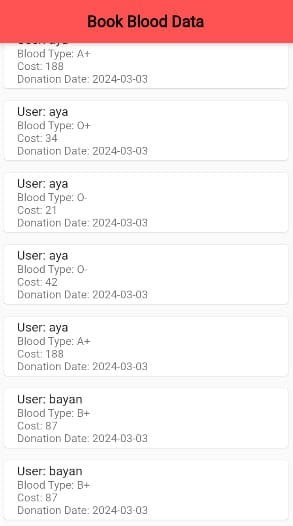 Book Blood Data
User: aya
Blood Type: A+
Cost: 188
Donation Date: 2024-03-03
User: aya
Blood Type: O+
Cost: 34
Donation Date: 2024-03-03
User: aya
Blood Type: O-
Cost: 21
Donation Date: 2024-03-03
User: aya
Blood Type: O-
Cost: 42
Donation Date: 2024-03-03
User: aya
Blood Type: A+
Cost: 188
Donation Date: 2024-03-03
User: bayan
Blood Type: B+
Cost: 87
Donation Date: 2024-03-03
User: bayan
Blood Type: B+
Cost: 87
Donation Date: 2024-03-03